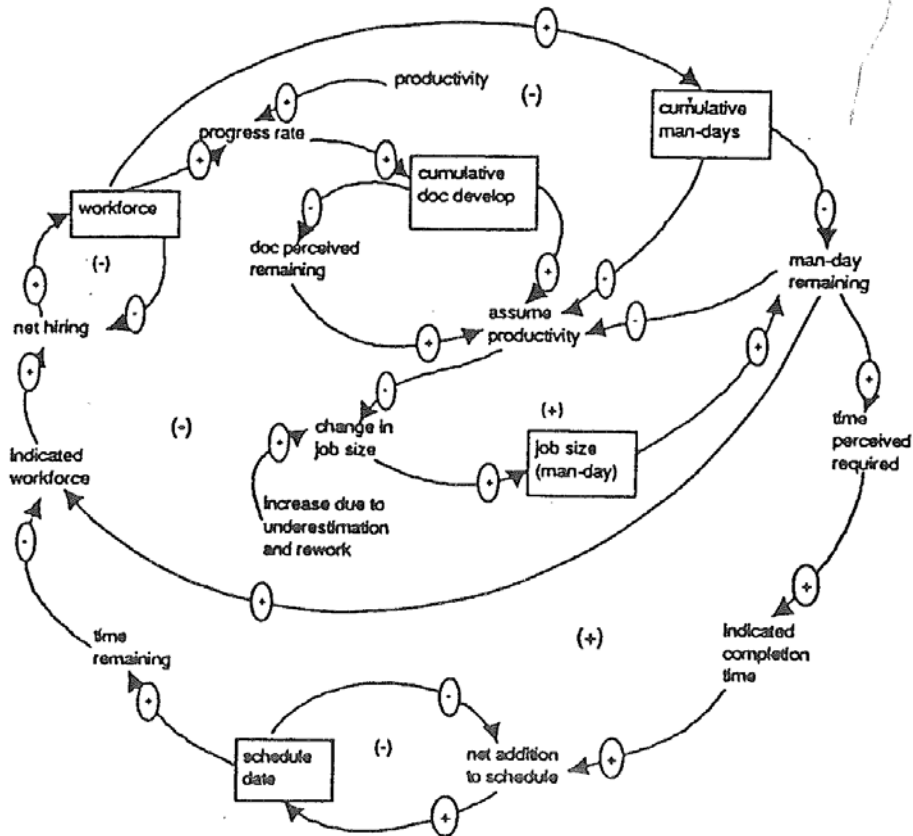 +
productivity
(-)
cumulative
man-days
+
progress rate
+
+
cumulative
doc develop
workforce
-
-
(-)
doc perceived
remaining
man-day
remaining
+
-
+
-
net hiring
assume
productivity
-
+
+
+
-
(-)
(+)
+
change in
job size
job size
(man-day)
time
perceived
required
indicated
workforce
+
+
increase due to
underestimation
and rework
-
+
+
(+)
time
remaining
indicated
completion
time
+
-
(-)
schedule
date
net addition
to schedule
+
+